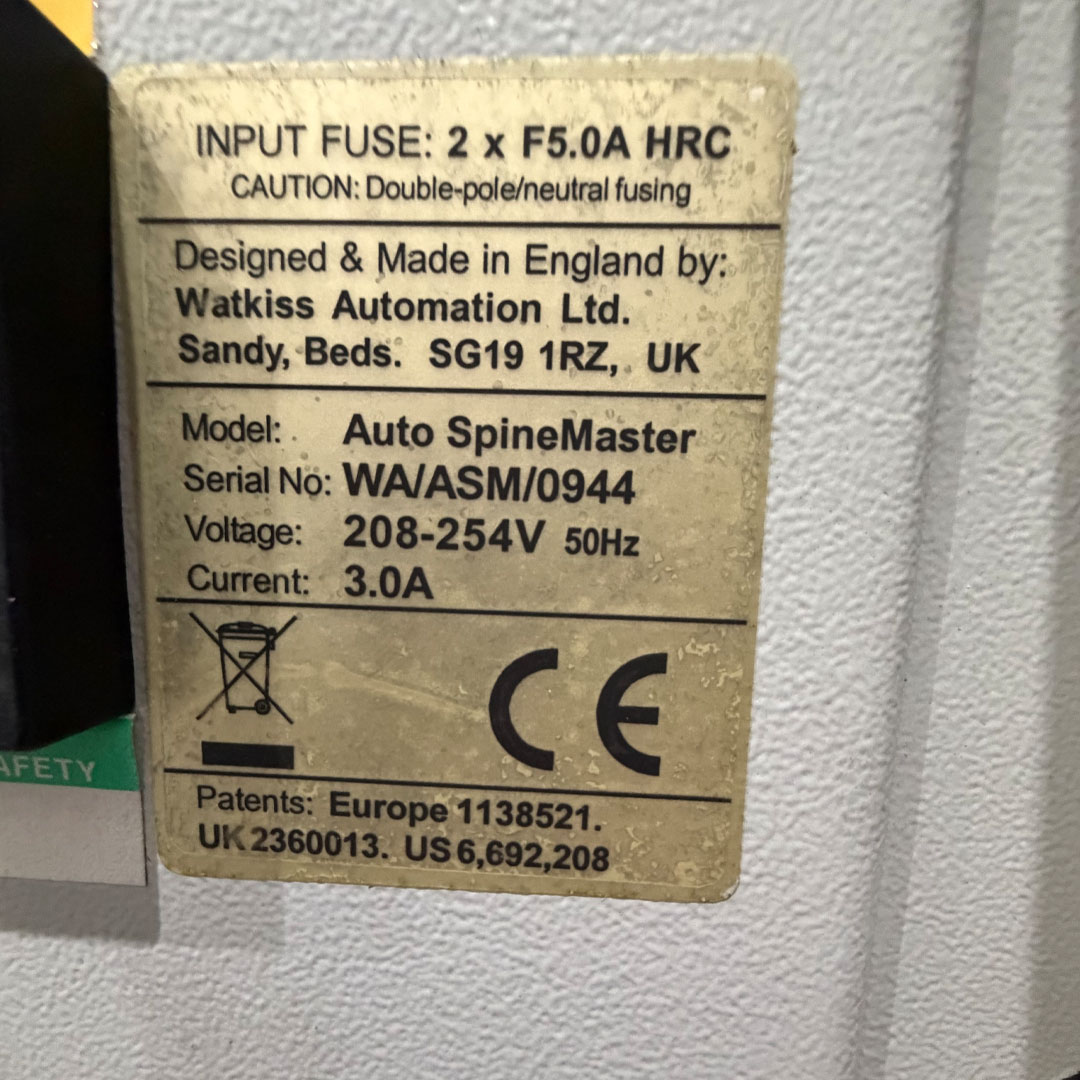 INPUT FUSE: 2 x F5.0A HRC
CAUTION: Double-pole/neutral fusing
Designed & Made in England by:
Watkiss Automation Ltd.
Sandy, Beds. SG19 1RZ, UK
Model: Auto SpineMaster
Serial No: WA/ASM/0944
Voltage: 208-254V 50Hz
Current: 3.0A
CE
AFETY
Patents: Europe 1138521.
UK 2360013. US 6,692,208